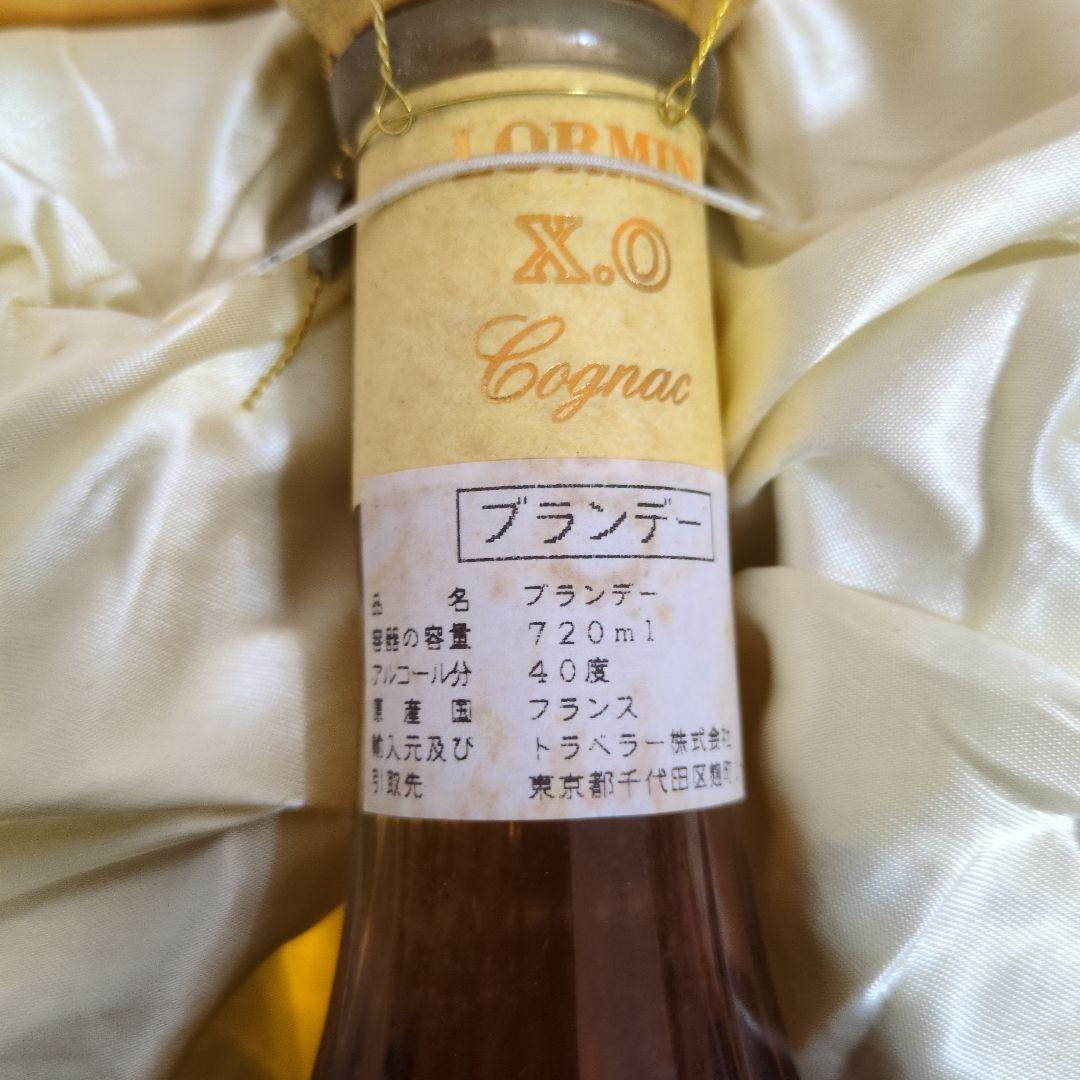 LORMIN
X.O
Cognac
ブランデー
品名 ブランデー
容器の容量 720ml
アルコール分 40度
原産国 フランス
輸入元及び トラベラー株式会社
引取先 東京都千代田区麹町